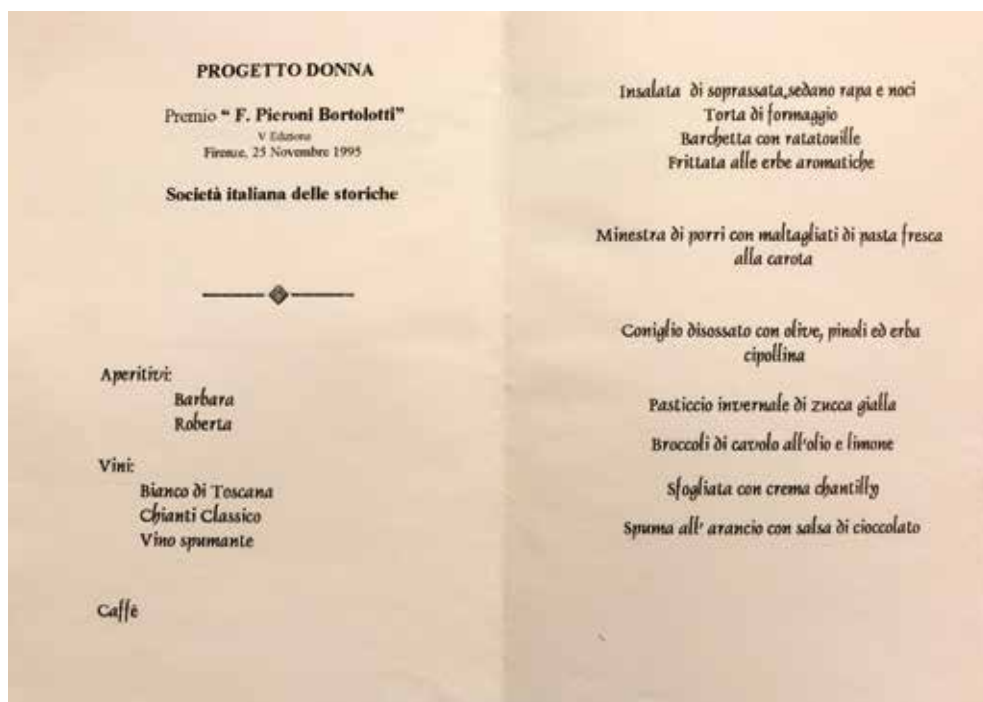 PROGETTO DONNA
Premio “ F. Pieroni Bortolotti”
V Edizione
Firenze, 25 Novembre 1995
Società italiana delle storiche
Aperitivi:
Barbara
Roberta
Vini:
Bianco di Toscana
Chianti Classico
Vino spumante
Caffè
Insalata di soprassata,sedano rapa e noci
Torta di formaggio
Barchetta con ratatouille
Frittata alle erbe aromatiche
Minestra di porri con maltagliati di pasta fresca
alla carota
Coniglio disossato con olive, pinoli ed erba
cipollina
Pasticcio invernale di zucca gialla
Broccoli di cavolo all'olio e limone
Sfogliata con crema chantilly
Spuma all' arancio con salsa di cioccolato